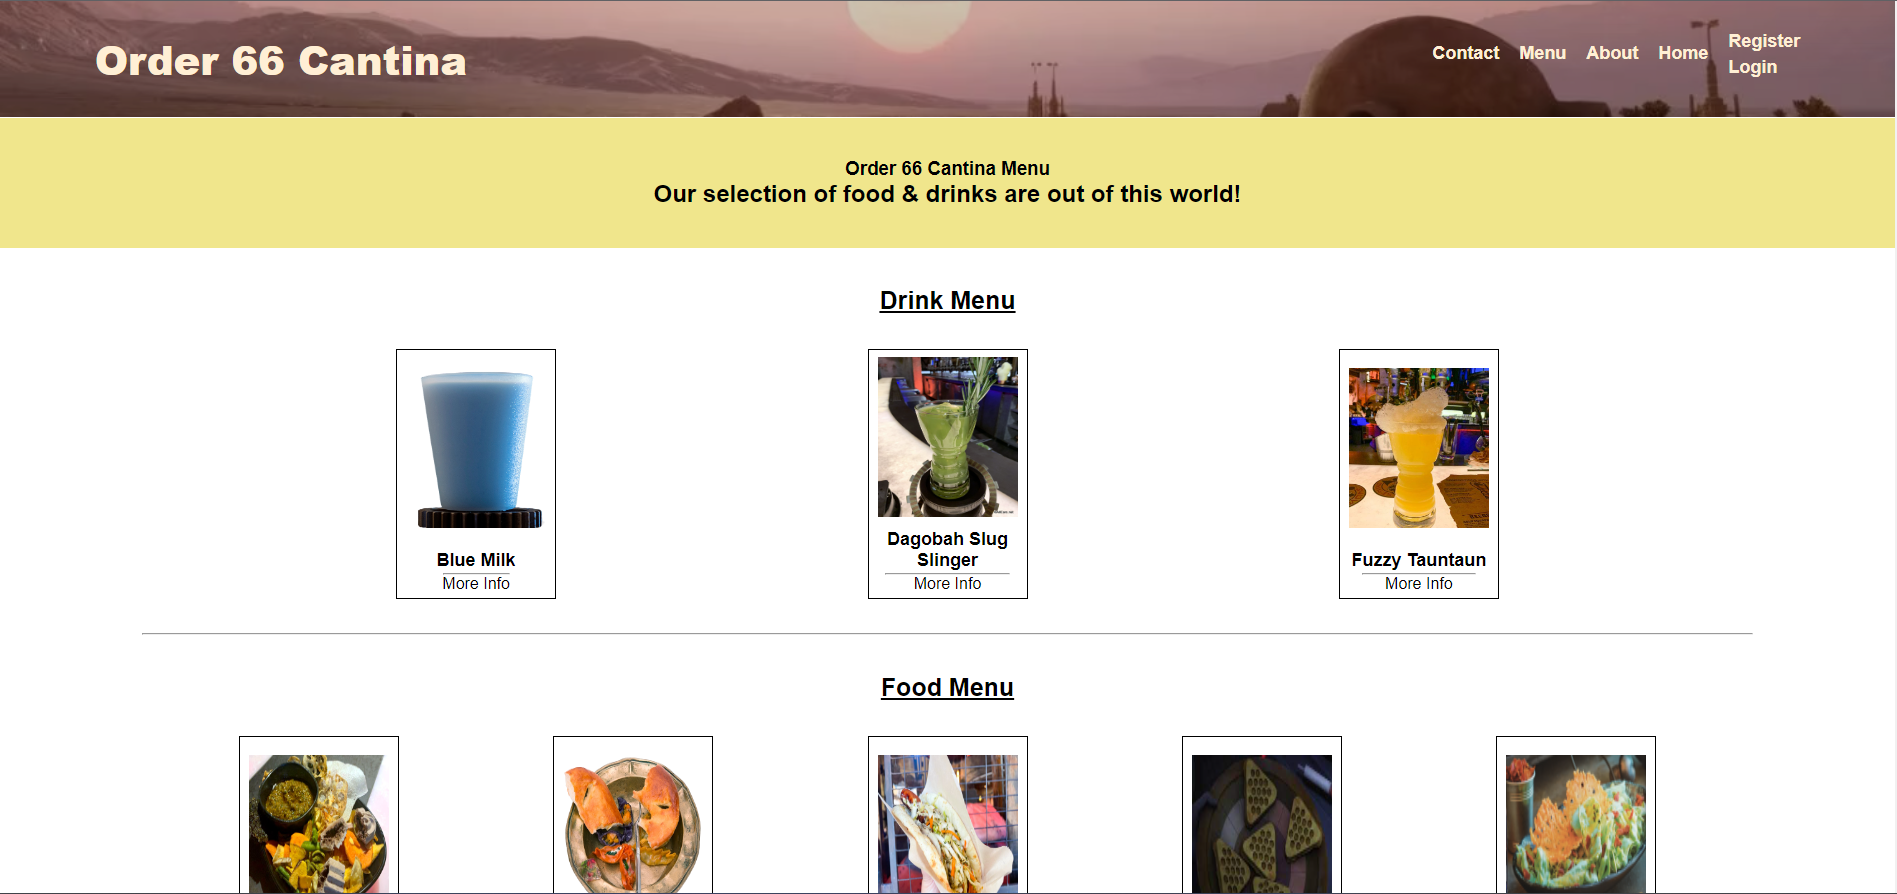 Order 66 Cantina
Contact Menu About Home Register
Login
Order 66 Cantina Menu
Our selection of food & drinks are out of this world!
Drink Menu
Blue Milk
More Info
Dagobah Slug
Slinger
More Info
Fuzzy Tauntaun
More Info
Food Menu